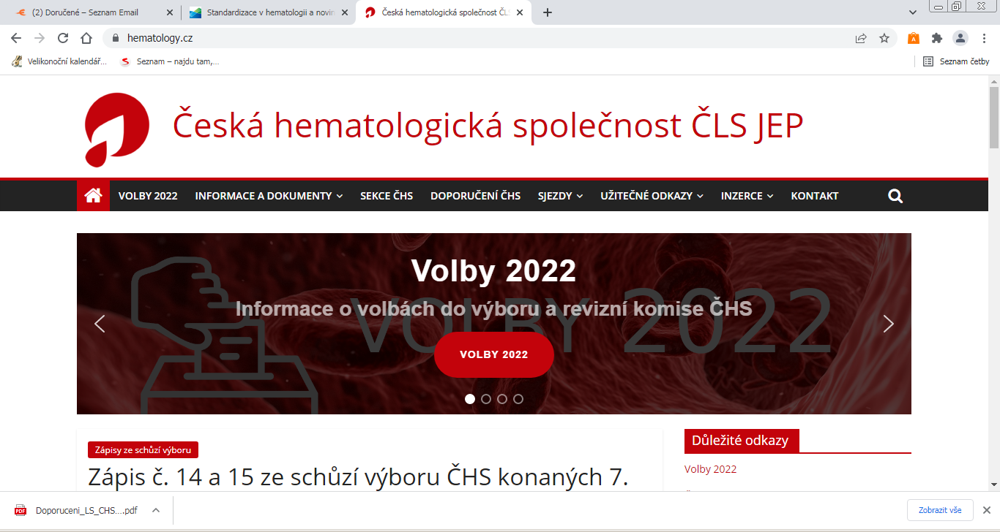 (2) Doručené – Seznam Email
Standardizace v hematologii a novin
Česká hematologická společnost ČLS
hematology.cz
Velikonoční kalendář...
Seznam – najdu tam,...
Seznam četby
Česká hematologická společnost ČLS JEP
VOLBY 2022 INFORMACE A DOKUMENTY SEKCE ČHS DOPORUČENÍ ČHS SJEZDY UŽITEČNÉ ODKAZY INZERCE KONTAKT
VOLBY 2022
Volby 2022
Informace o volbách do výboru a revizní komise ČHS
VOLBY 2022
Zápisy ze schůzí výboru
Zápis č. 14 a 15 ze schůzí výboru ČHS konaných 7.
Důležité odkazy
Volby 2022
PDF
Doporuceni_LS_CHS....pdf
Zobrazit vše